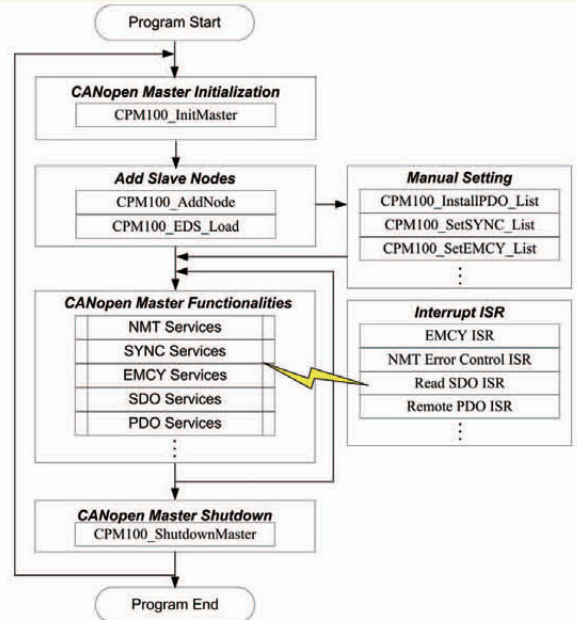 Program Start
CANopen Master Initialization
CPM100_InitMaster
Add Slave Nodes
CPM100_AddNode
CPM100_EDS_Load
Manual Setting
CPM100_InstallPDO_List
CPM100_SetSYNC_List
CPM100_SetEMCY_List
⋮
CANopen Master Functionalities
NMT Services
SYNC Services
EMCY Services
SDO Services
PDO Services
⋮
Interrupt ISR
EMCY ISR
NMT Error Control ISR
Read SDO ISR
Remote PDO ISR
⋮
CANopen Master Shutdown
CPM100_ShutdownMaster
Program End